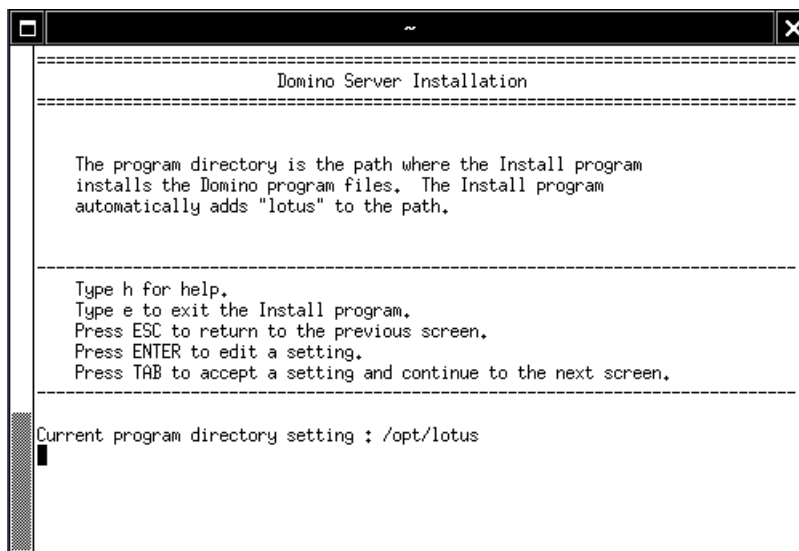 ~
================================================================================
Domino Server Installation
================================================================================
The program directory is the path where the Install program
installs the Domino program files.  The Install program
automatically adds "lotus" to the path.
--------------------------------------------------------------------------------
Type h for help.
Type e to exit the Install program.
Press ESC to return to the previous screen.
Press ENTER to edit a setting.
Press TAB to accept a setting and continue to the next screen.
--------------------------------------------------------------------------------
Current program directory setting : /opt/lotus